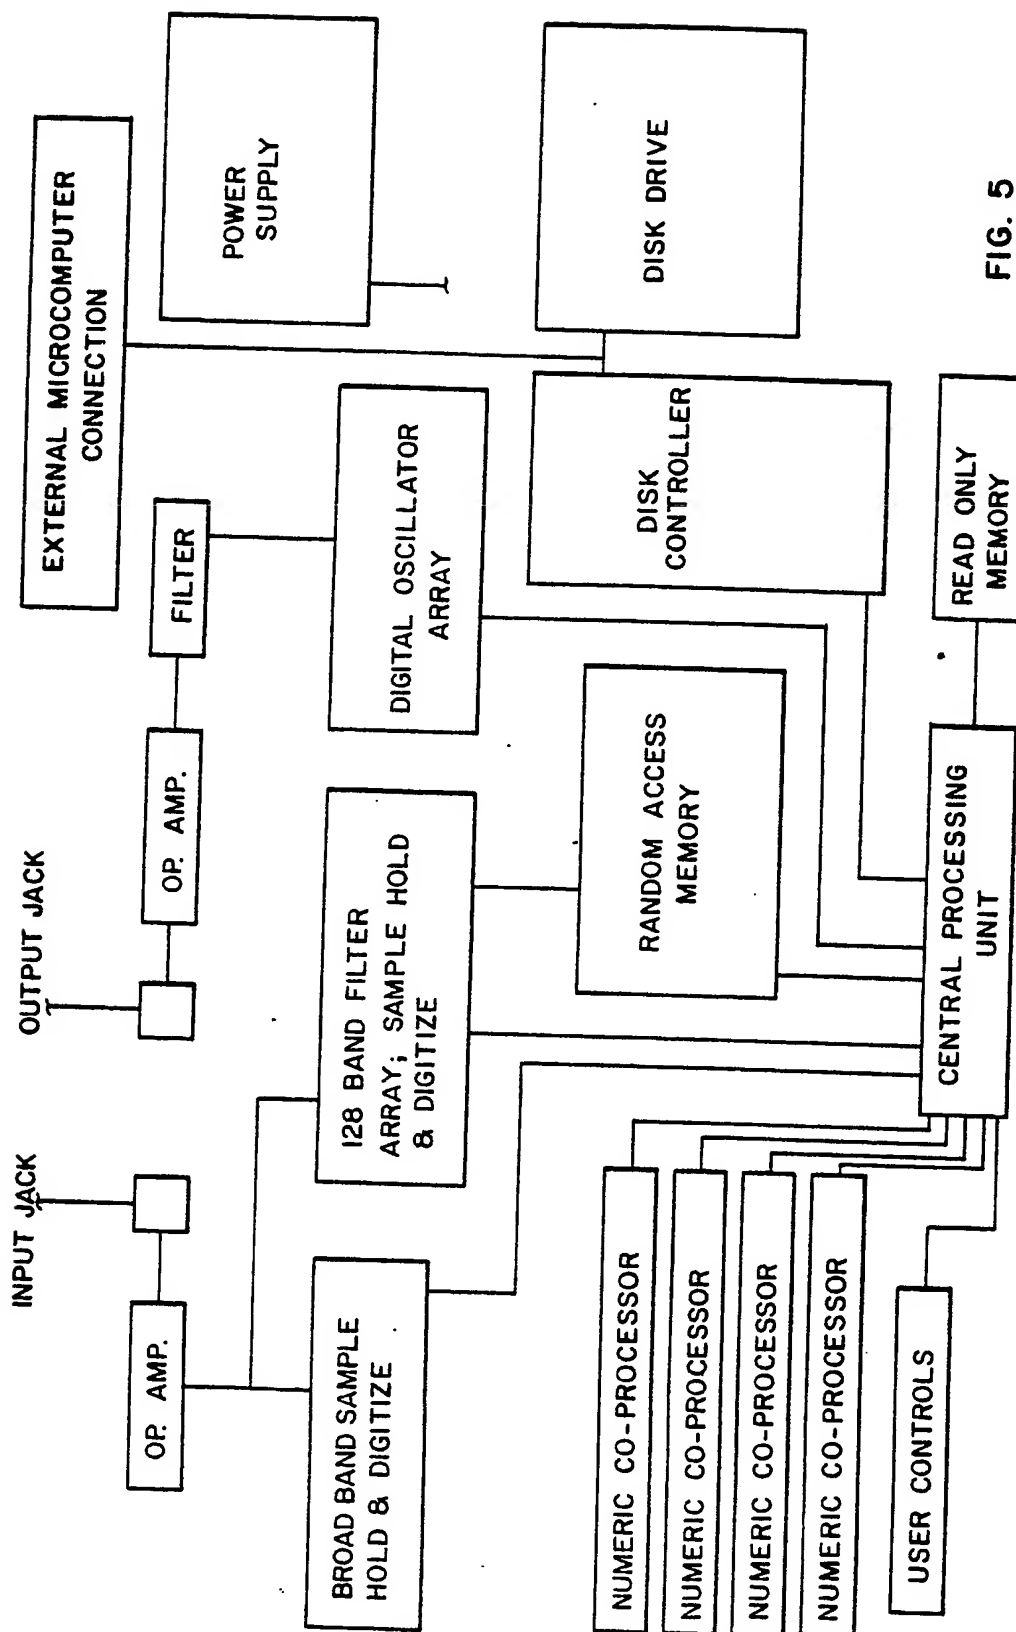 INPUT JACK
OUTPUT JACK
EXTERNAL MICROCOMPUTER
CONNECTION
OP. AMP.
OP. AMP.
FILTER
POWER
SUPPLY
BROAD BAND SAMPLE
HOLD & DIGITIZE
128 BAND FILTER
ARRAY; SAMPLE HOLD
& DIGITIZE
DIGITAL OSCILLATOR
ARRAY
DISK DRIVE
RANDOM ACCESS
MEMORY
DISK
CONTROLLER
NUMERIC CO-PROCESSOR
NUMERIC CO-PROCESSOR
NUMERIC CO-PROCESSOR
NUMERIC CO-PROCESSOR
USER CONTROLS
CENTRAL PROCESSING
UNIT
READ ONLY
MEMORY
FIG. 5